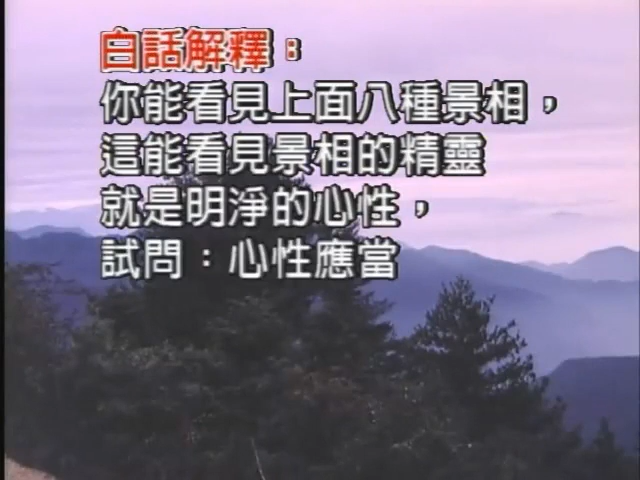 白話解釋：
你能看見上面八種景相，
這能看見景相的精靈
就是明淨的心性，
試問：心性應當